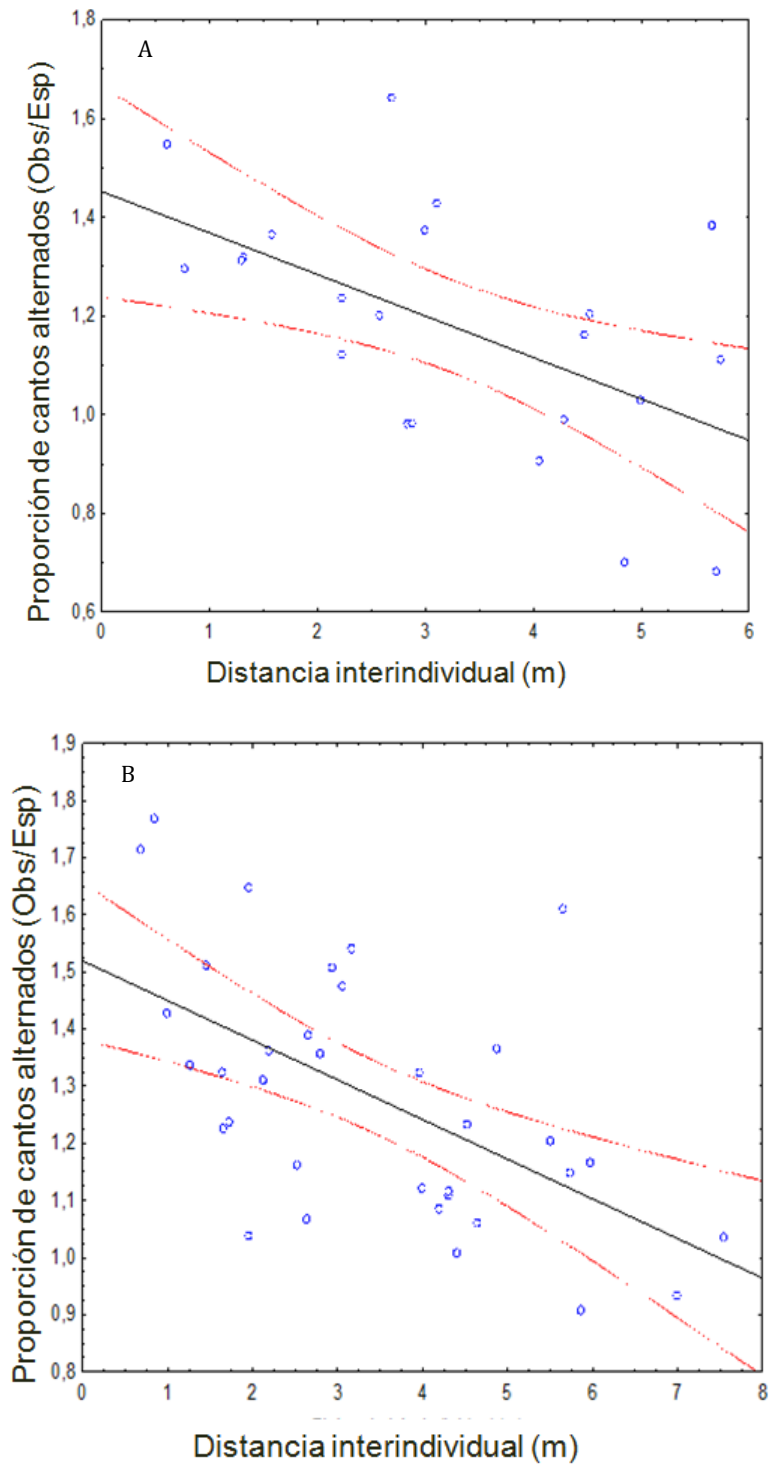 A
Proporción de cantos alternados (Obs/Esp)
1,8
1,6
1,4
1,2
1,0
0,8
0,6
0 1 2 3 4 5 6
Distancia interindividual (m)
B
Proporción de cantos alternados (Obs/Esp)
1,9
1,8
1,7
1,6
1,5
1,4
1,3
1,2
1,1
1,0
0,9
0,8
0 1 2 3 4 5 6 7 8
Distancia interindividual (m)